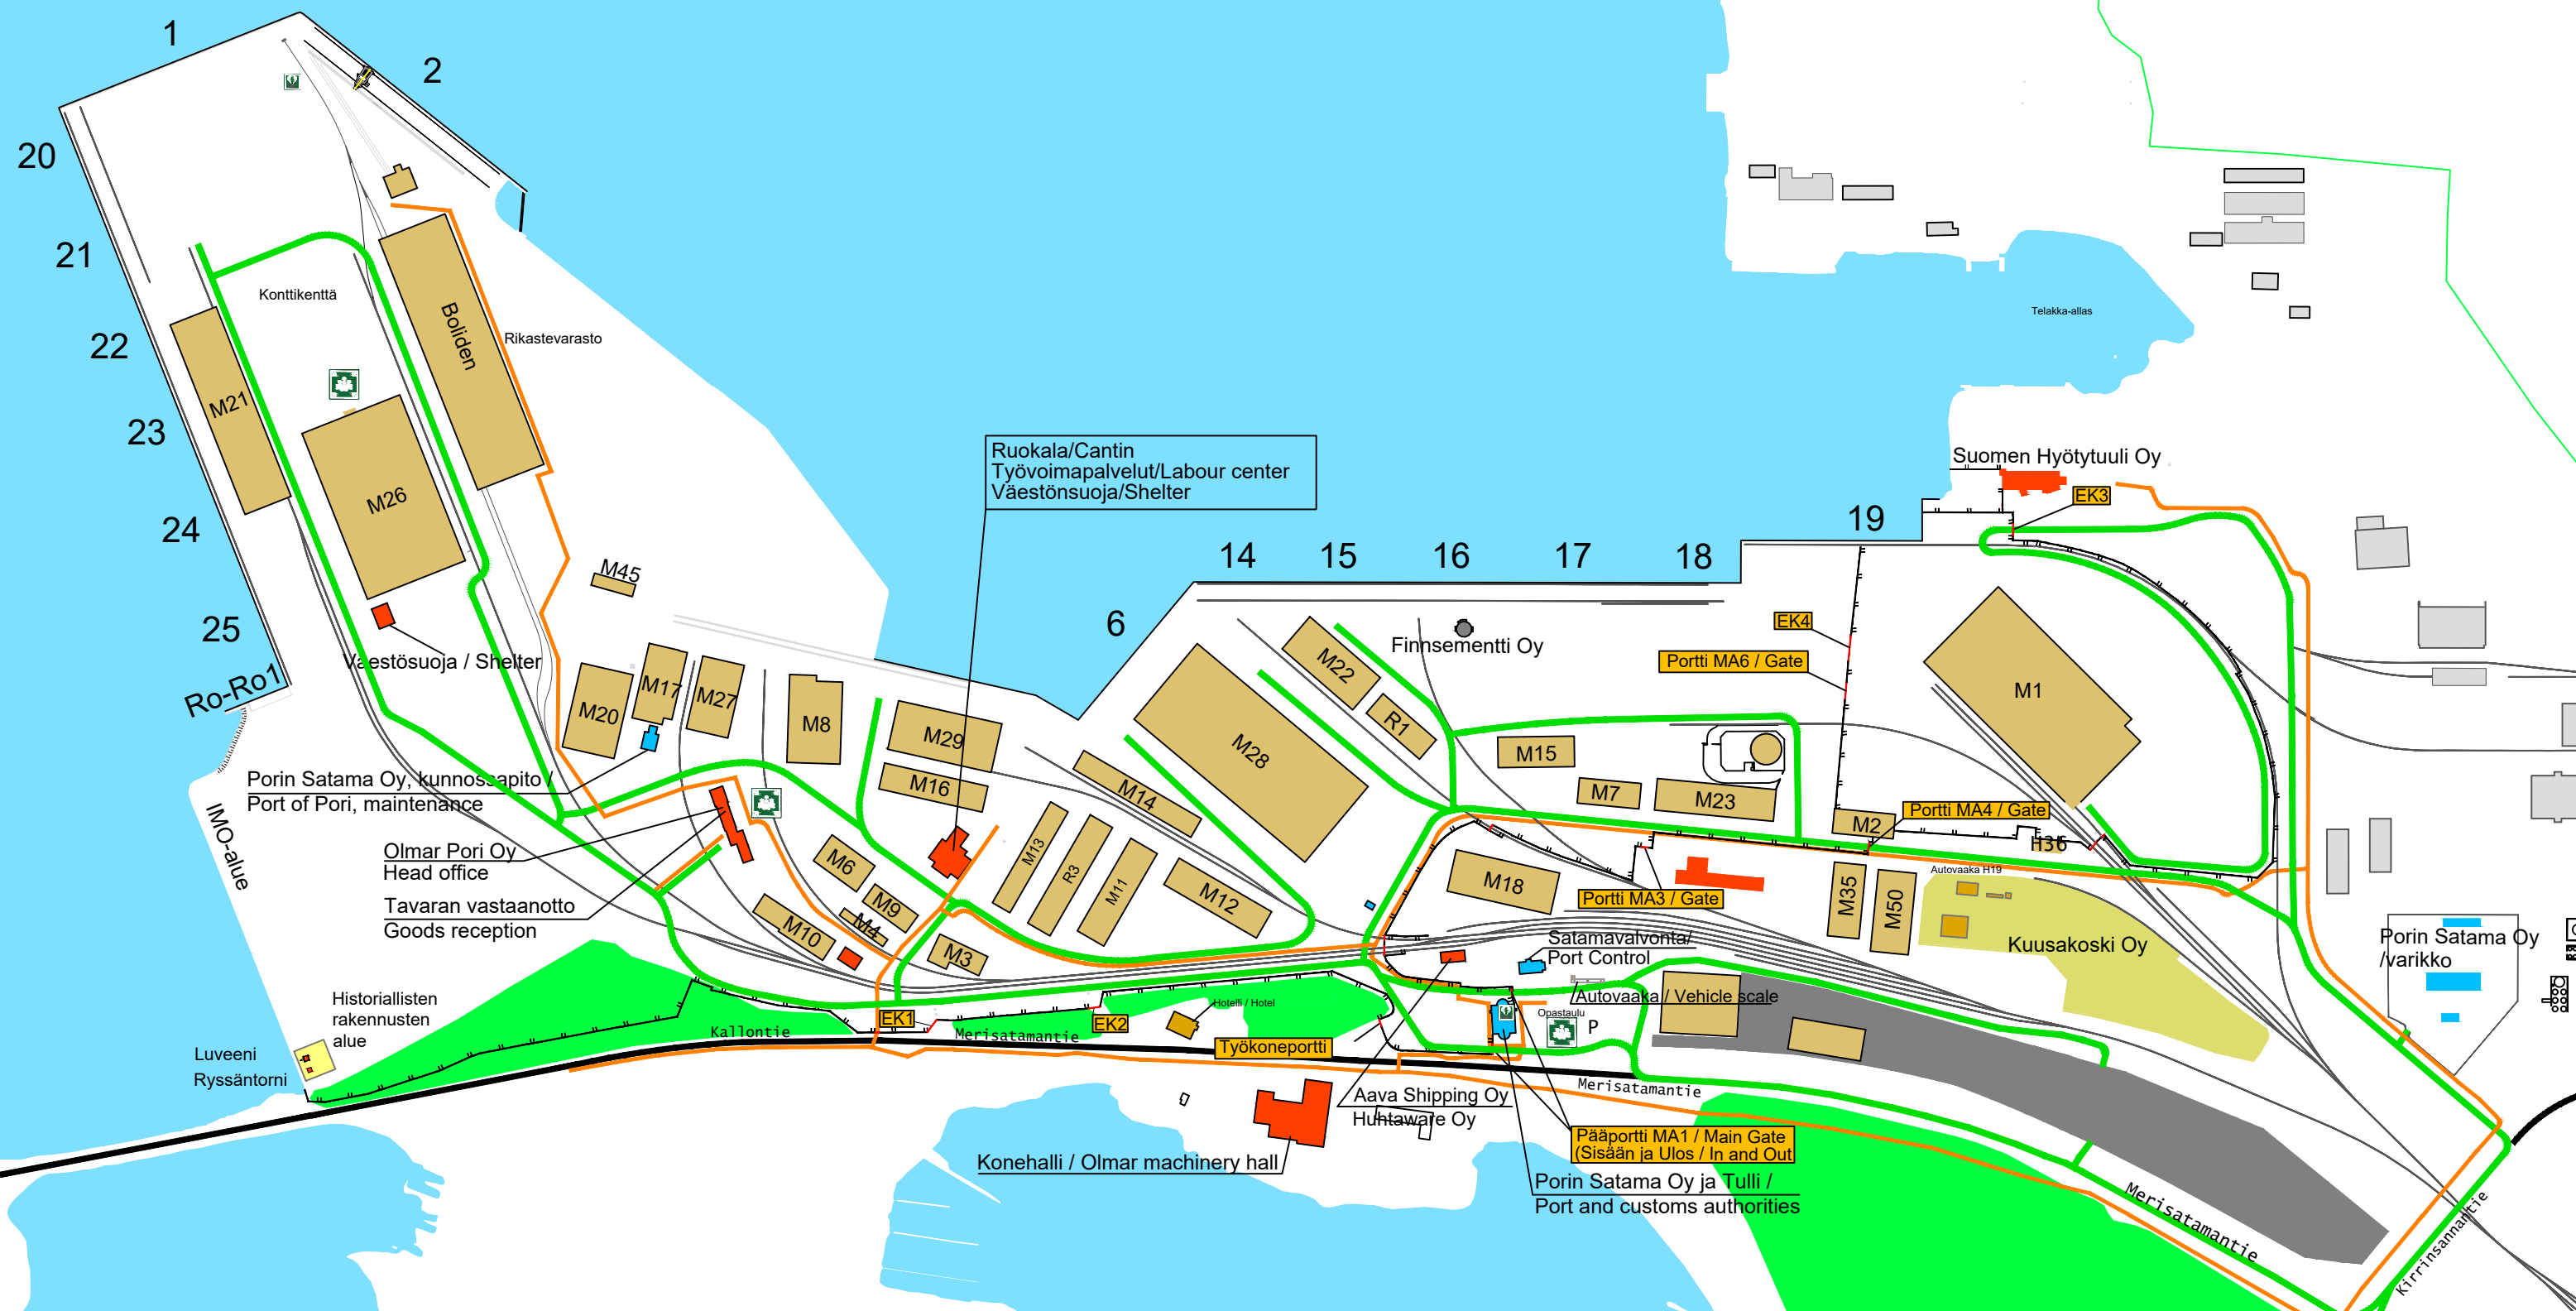 1
2
20
21
22
23
24
25
Ro-Ro1
Konttikenttä
Boliden
Rikastevarasto
M21
M26
Väestösuoja / Shelter
M45
Ruokala/Cantin
Työvoimapalvelut/Labour center
Väestönsuoja/Shelter
6
14
15
16
17
18
19
Telakka-allas
Suomen Hyötytuuli Oy
EK3
EK4
Portti MA6 / Gate
Finnsementti Oy
M1
M20
M17
M27
M8
M29
M16
M14
M28
M22
R1
M15
M7
M23
M2
Portti MA4 / Gate
H36
Porin Satama Oy, kunnossapito /
Port of Pori, maintenance
IMO-alue
Olmar Pori Oy
Head office
Tavaran vastaanotto
Goods reception
M6
M9
M4
M10
M3
M13
R3
M11
M12
M18
Portti MA3 / Gate
M35
M50
Autovaaka H19
Kuusakoski Oy
Porin Satama Oy
/varikko
Satamavalvonta/
Port Control
Autovaaka / Vehicle scale
Opastaulu
P
Historiallisten
rakennusten
alue
Luveeni
Ryssäntorni
Kallontie
EK1
Merisatamantie
EK2
Hotelli / Hotel
Työkoneportti
Merisatamantie
Aava Shipping Oy
Huhtaware Oy
Pääportti MA1 / Main Gate
(Sisään ja Ulos / In and Out
Konehalli / Olmar machinery hall
Porin Satama Oy ja Tulli /
Port and customs authorities
Merisatamantie
Kirrinsannantie